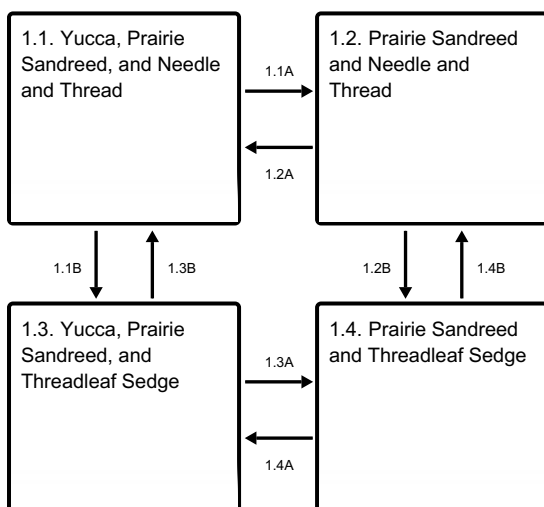 1.1. Yucca, Prairie
Sandreed, and Needle
and Thread
1.1A
1.2. Prairie Sandreed
and Needle and
Thread
1.2A
1.1B
1.3B
1.2B
1.4B
1.3. Yucca, Prairie
Sandreed, and
Threadleaf Sedge
1.3A
1.4. Prairie Sandreed
and Threadleaf Sedge
1.4A